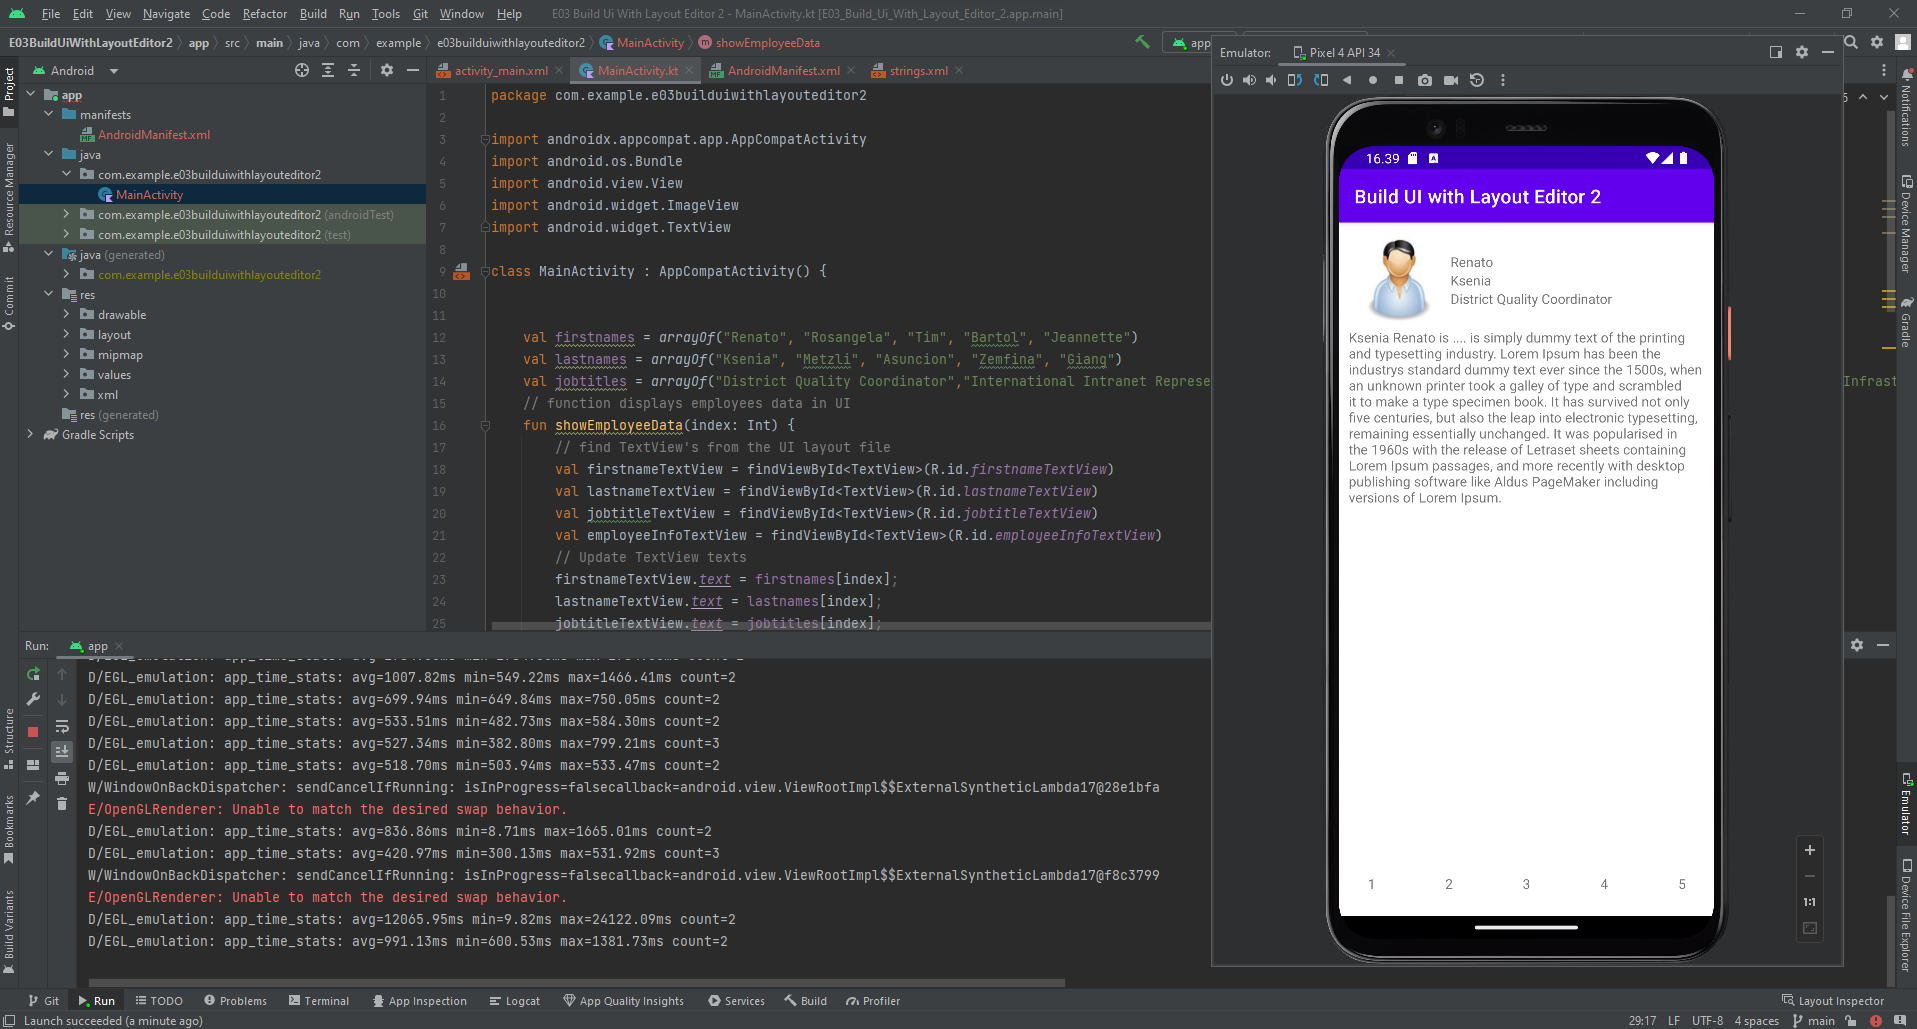 File Edit View Navigate Code Refactor Build Run Tools Git Window Help E03 Build Ui With Layout Editor 2 - MainActivity.kt [E03_Build_Ui_With_Layout_Editor_2.app.main]
E03BuildUiWithLayoutEditor2 app src main java com example e03builduiwithlayouteditor2 MainActivity showEmployeeData app
Project
Resource Manager
Commit
Structure
Bookmarks
Build Variants
Android
app
manifests
AndroidManifest.xml
java
com.example.e03builduiwithlayouteditor2
MainActivity
com.example.e03builduiwithlayouteditor2 (androidTest)
com.example.e03builduiwithlayouteditor2 (test)
java (generated)
com.example.e03builduiwithlayouteditor2
res
drawable
layout
mipmap
values
xml
res (generated)
Gradle Scripts
activity_main.xml MainActivity.kt AndroidManifest.xml strings.xml
1 package com.example.e03builduiwithlayouteditor2
2
3 import androidx.appcompat.app.AppCompatActivity
4 import android.os.Bundle
5 import android.view.View
6 import android.widget.ImageView
7 import android.widget.TextView
8
9 class MainActivity : AppCompatActivity() {
10
11
12 val firstnames = arrayOf("Renato", "Rosangela", "Tim", "Bartol", "Jeannette")
13 val lastnames = arrayOf("Ksenia", "Metzli", "Asuncion", "Zemfina", "Giang")
14 val jobtitles = arrayOf("District Quality Coordinator","International Intranet Represe
15 // function displays employees data in UI
16 fun showEmployeeData(index: Int) {
17 // find TextView's from the UI layout file
18 val firstnameTextView = findViewById<TextView>(R.id.firstnameTextView)
19 val lastnameTextView = findViewById<TextView>(R.id.lastnameTextView)
20 val jobtitleTextView = findViewById<TextView>(R.id.jobtitleTextView)
21 val employeeInfoTextView = findViewById<TextView>(R.id.employeeInfoTextView)
22 // Update TextView texts
23 firstnameTextView.text = firstnames[index];
24 lastnameTextView.text = lastnames[index];
25 jobtitleTextView.text = jobtitles[index];
Infrast
5
Emulator: Pixel 4 API 34
16.39
Build UI with Layout Editor 2
Renato
Ksenia
District Quality Coordinator
Ksenia Renato is .... is simply dummy text of the printing
and typesetting industry. Lorem Ipsum has been the
industrys standard dummy text ever since the 1500s, when
an unknown printer took a galley of type and scrambled
it to make a type specimen book. It has survived not only
five centuries, but also the leap into electronic typesetting,
remaining essentially unchanged. It was popularised in
the 1960s with the release of Letraset sheets containing
Lorem Ipsum passages, and more recently with desktop
publishing software like Aldus PageMaker including
versions of Lorem Ipsum.
1 2 3 4 5
1:1
Notifications
Device Manager
Gradle
Emulator
Device File Explorer
Run: app
D/EGL_emulation: app_time_stats: avg=1007.82ms min=549.22ms max=1466.41ms count=2
D/EGL_emulation: app_time_stats: avg=699.94ms min=649.84ms max=750.05ms count=2
D/EGL_emulation: app_time_stats: avg=533.51ms min=482.73ms max=584.30ms count=2
D/EGL_emulation: app_time_stats: avg=527.34ms min=382.80ms max=799.21ms count=3
D/EGL_emulation: app_time_stats: avg=518.70ms min=503.94ms max=533.47ms count=2
W/WindowOnBackDispatcher: sendCancelIfRunning: isInProgress=falsecallback=android.view.ViewRootImpl$$ExternalSyntheticLambda17@28e1bfa
E/OpenGLRenderer: Unable to match the desired swap behavior.
D/EGL_emulation: app_time_stats: avg=836.86ms min=8.71ms max=1665.01ms count=2
D/EGL_emulation: app_time_stats: avg=420.97ms min=300.13ms max=531.92ms count=3
W/WindowOnBackDispatcher: sendCancelIfRunning: isInProgress=falsecallback=android.view.ViewRootImpl$$ExternalSyntheticLambda17@f8c3799
E/OpenGLRenderer: Unable to match the desired swap behavior.
D/EGL_emulation: app_time_stats: avg=12065.95ms min=9.82ms max=24122.09ms count=2
D/EGL_emulation: app_time_stats: avg=991.13ms min=600.53ms max=1381.73ms count=2
Git Run TODO Problems Terminal App Inspection Logcat App Quality Insights Services Build Profiler Layout Inspector
Launch succeeded (a minute ago) 29:17 LF UTF-8 4 spaces main